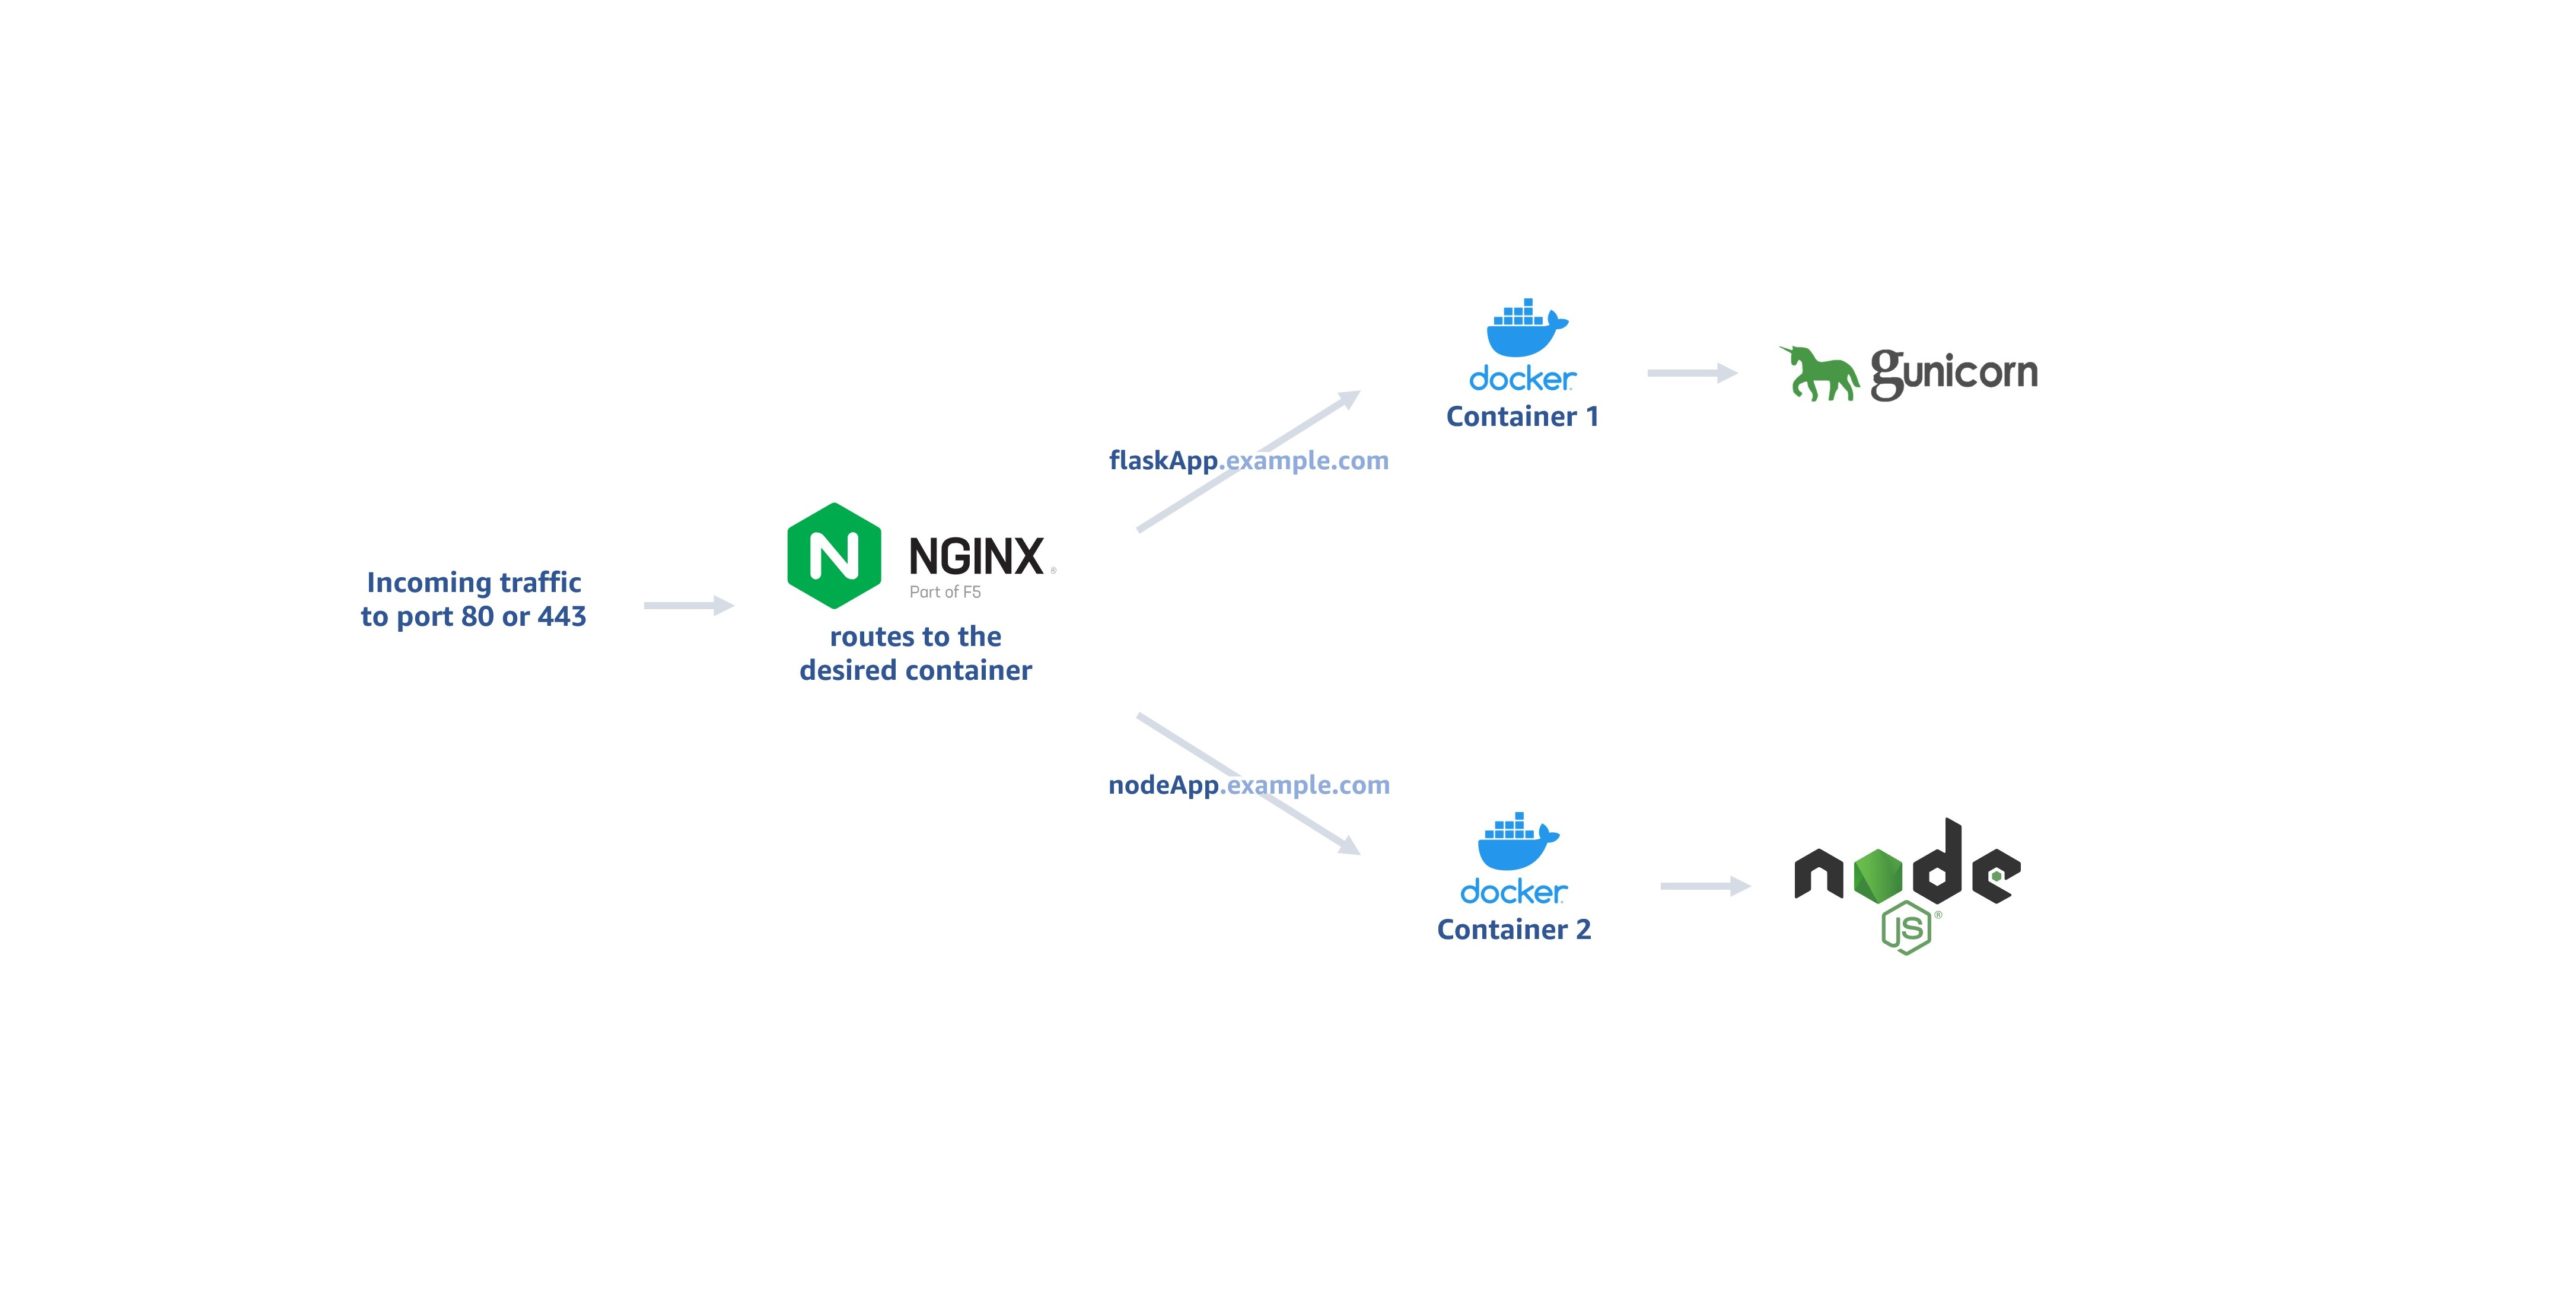 Incoming traffic
to port 80 or 443
N
NGINX®
Part of F5
routes to the
desired container
flaskApp.example.com
docker
Container 1
gunicorn
nodeApp.example.com
docker
Container 2
node
JS®